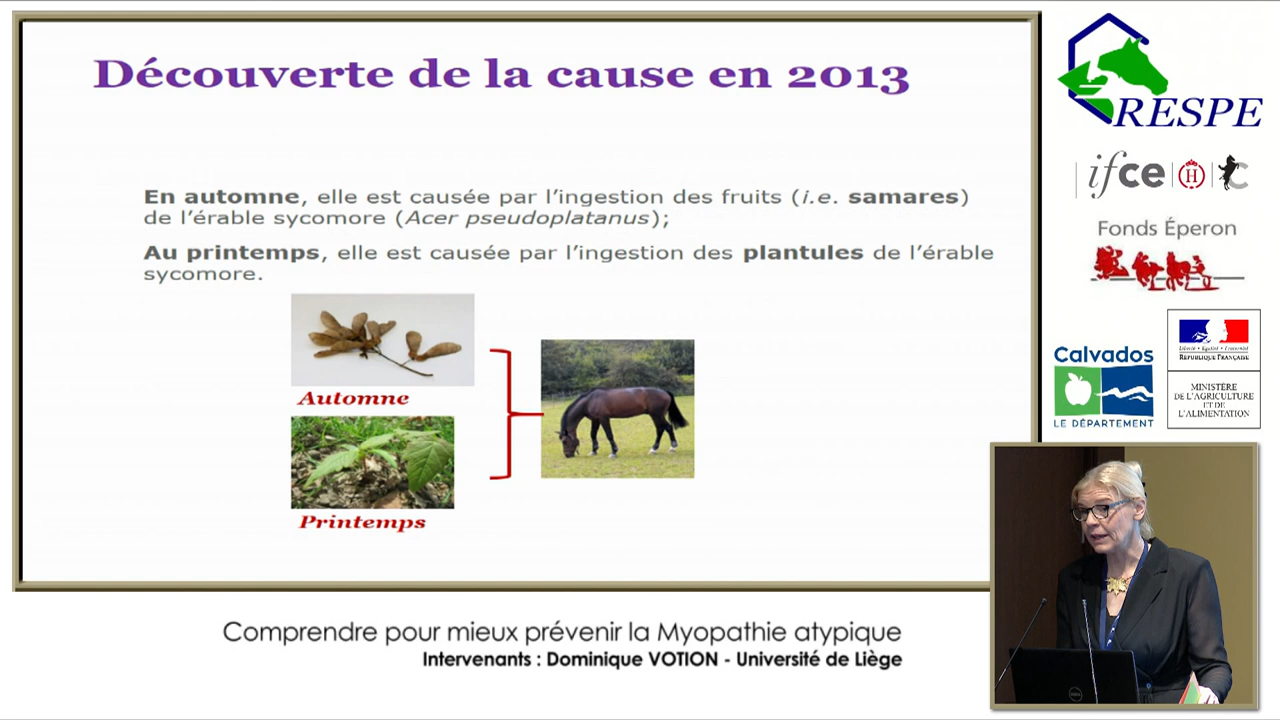 Découverte de la cause en 2013
En automne, elle est causée par l'ingestion des fruits (i.e. samares)
de l'érable sycomore (Acer pseudoplatanus);
Au printemps, elle est causée par l'ingestion des plantules de l'érable
sycomore.
Automne
Printemps
Comprendre pour mieux prévenir la Myopathie atypique
Intervenants : Dominique VOTION - Université de Liège
RESPE
ifce
H
C
Fonds Éperon
Calvados
LE DÉPARTEMENT
Liberté • Égalité • Fraternité
RÉPUBLIQUE FRANÇAISE
MINISTÈRE
DE L'AGRICULTURE
ET DE
L'ALIMENTATION